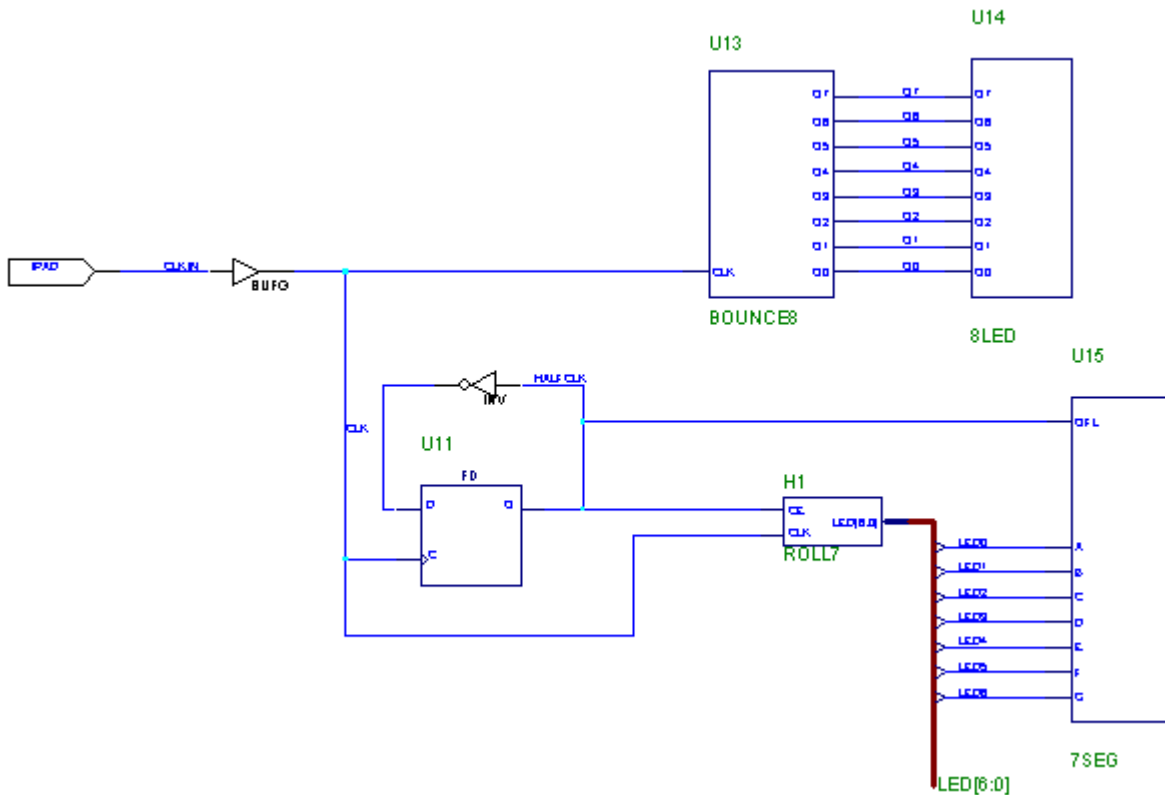 U14
U13
Q7 Q7 Q7
Q6 Q6 Q6
Q5 Q5 Q5
Q4 Q4 Q4
Q3 Q3 Q3
Q2 Q2 Q2
Q1 Q1 Q1
IPAD CLKIN CLK Q0 Q0 Q0
BUFG
BOUNCE8
8LED
U15
HALFCLK
INV
CLK OFL
U11
FD
H1
D Q CE
LED[6:0]
CLK
C ROLL7
LED0 A
LED1 B
LED2 C
LED3 D
LED4 E
LED5 F
LED6 G
7SEG
LED[6:0]